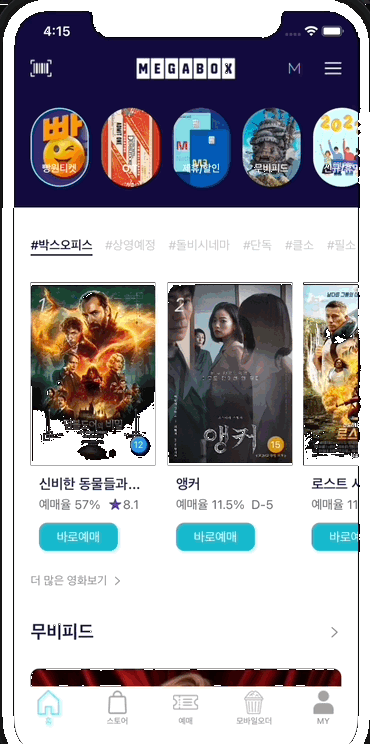 4:15
MEGABOX
M
빵원티켓
제휴/할인
무비피드
#박스오피스 #상영예정 #돌비시네마 #단독 #클소 #필소
1
2
앵커
12
15
신비한 동물들과... 앵커 로스트 시
예매율 57% ★8.1 예매율 11.5% D-5 예매율 11
바로예매 바로예매 바로예
더 많은 영화보기 >
무비피드 >
홈 스토어 예매 모바일오더 MY